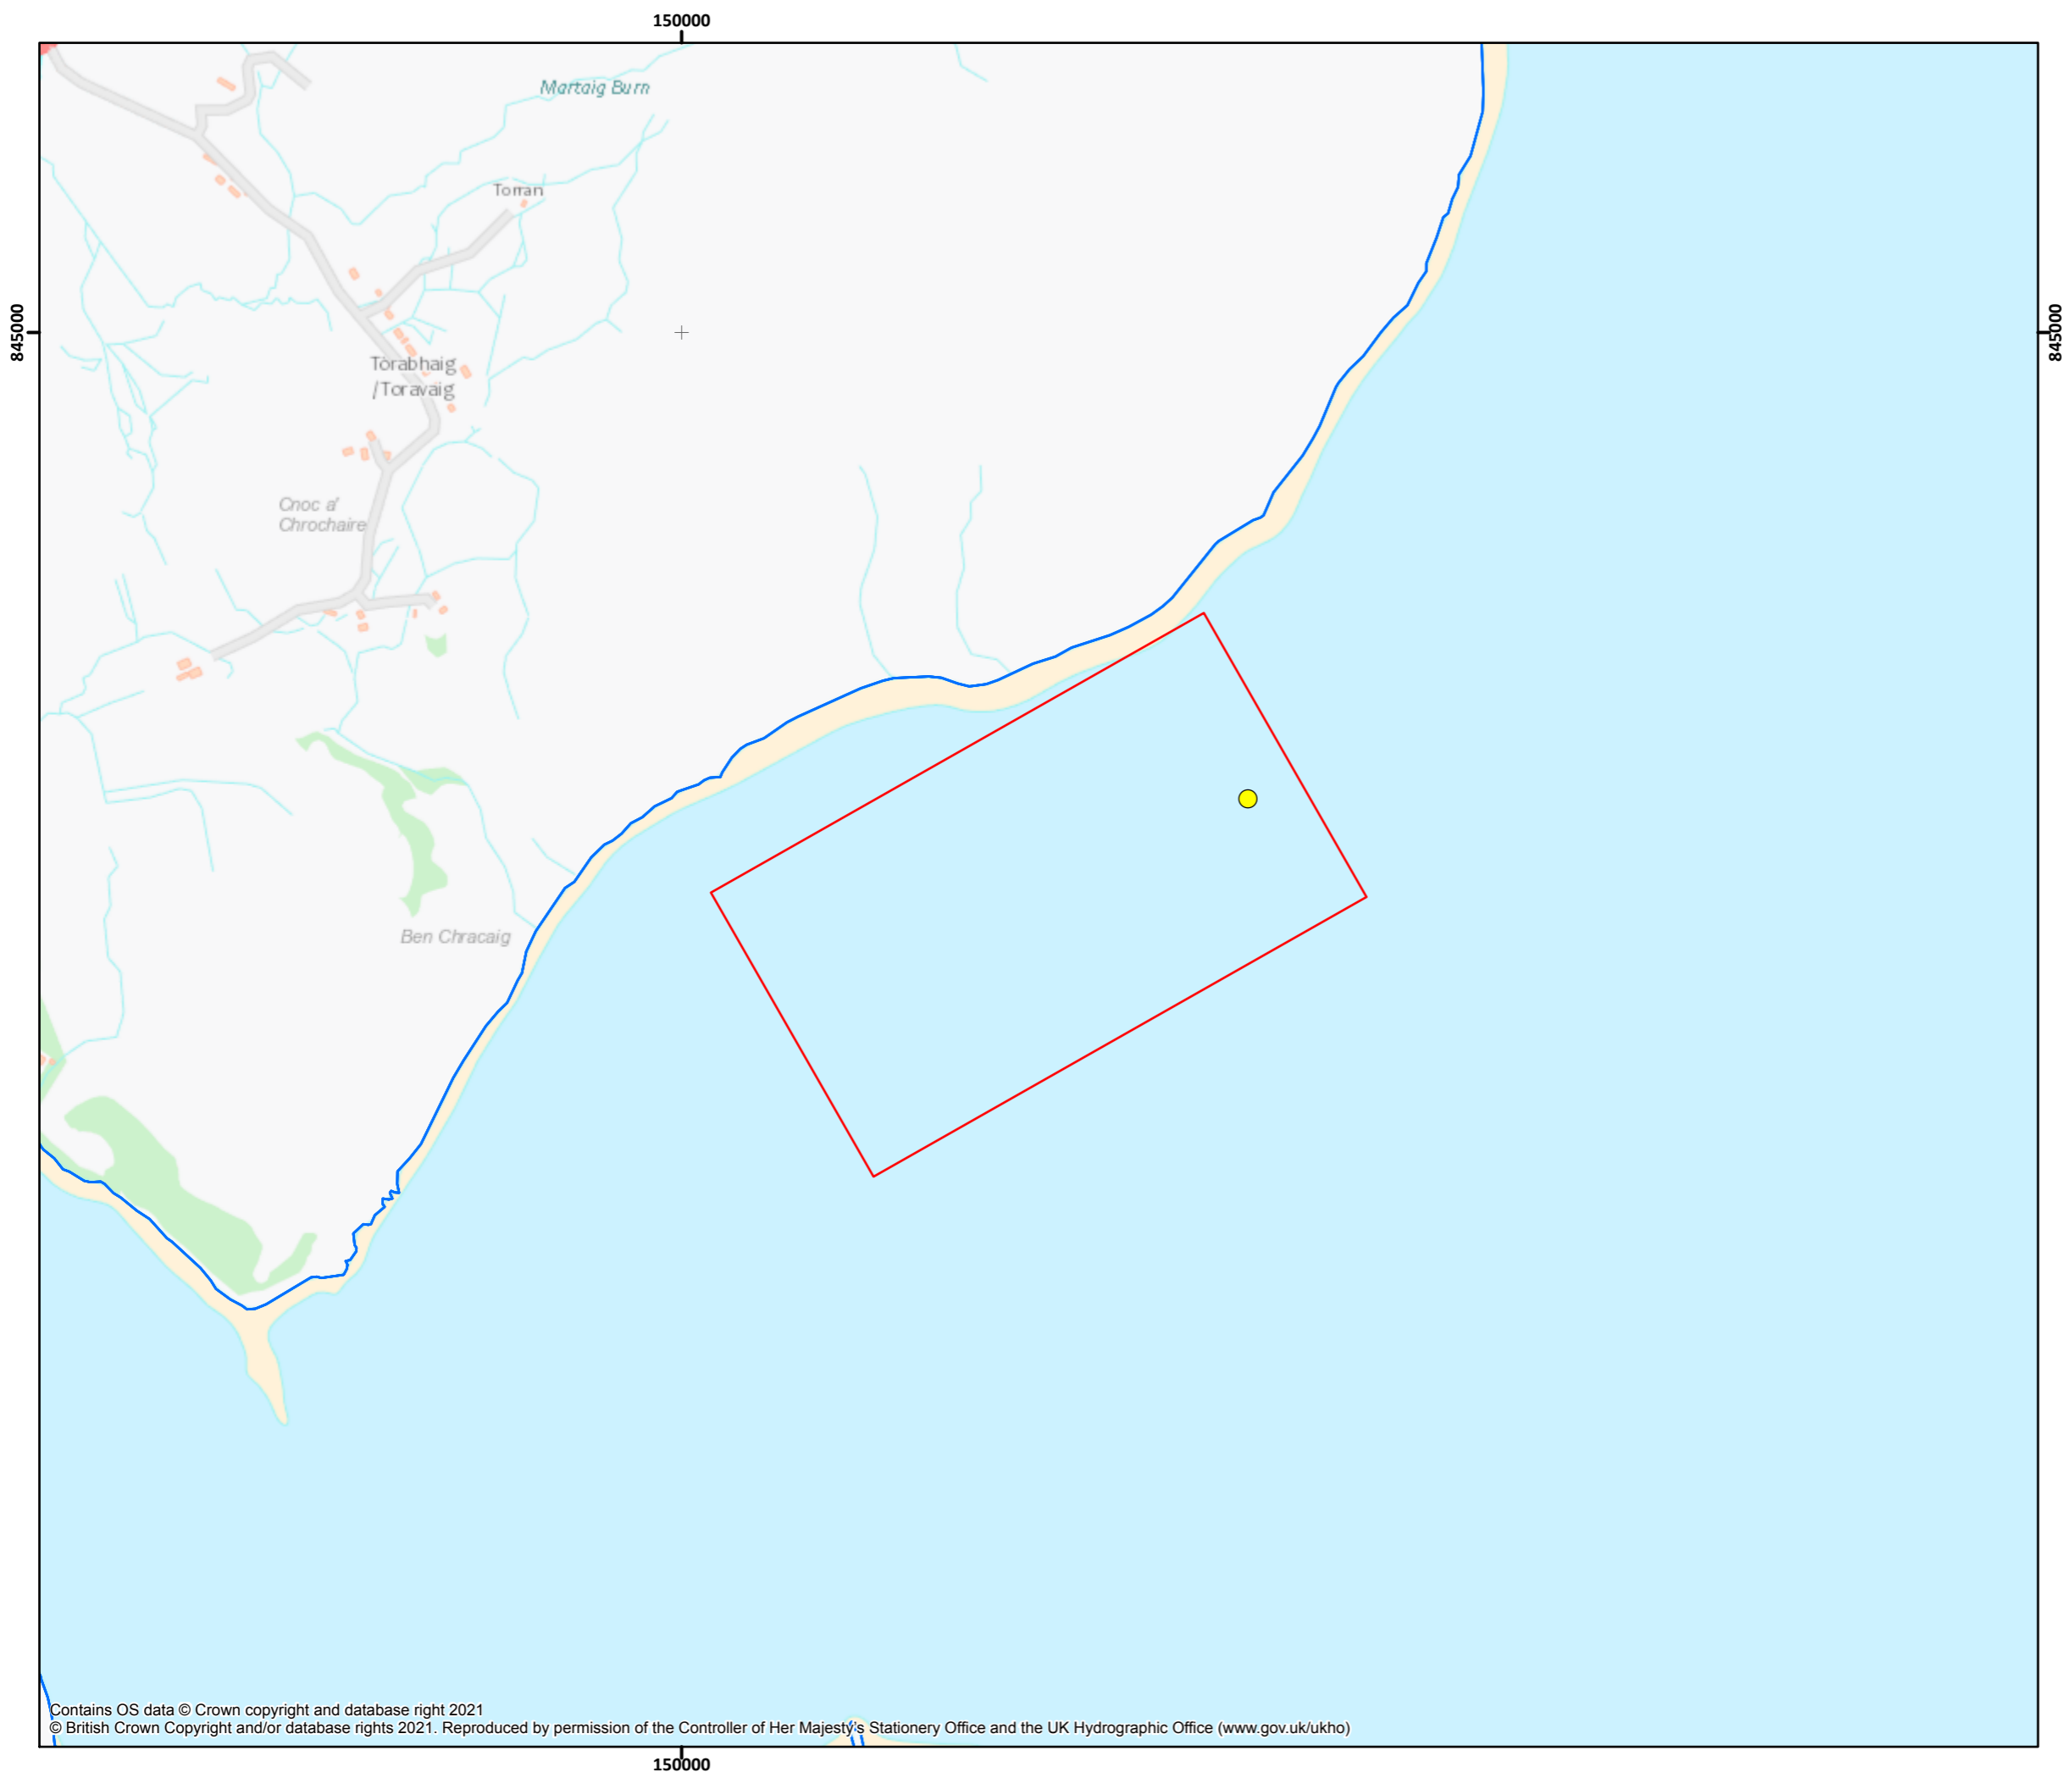 150000
Martaig Burn
Torran
845000
845000
Tòrabhaig
/Toravaig
Cnoc a'
Chrochaire
Ben Chracaig
Contains OS data © Crown copyright and database right 2021
© British Crown Copyright and/or database rights 2021. Reproduced by permission of the Controller of Her Majesty's Stationery Office and the UK Hydrographic Office (www.gov.uk/ukho)
150000